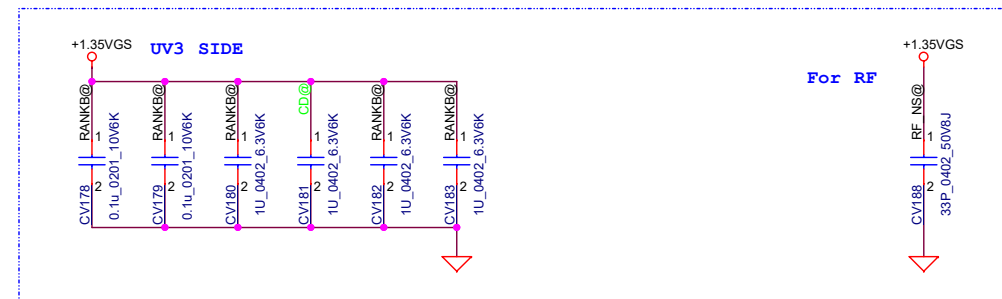 +1.35VGS
UV3 SIDE
RANKB@
1
2
CV178
0.1u_0201_10V6K
RANKB@
1
2
CV179
0.1u_0201_10V6K
RANKB@
1
2
CV180
1U_0402_6.3V6K
CD@
1
2
CV181
1U_0402_6.3V6K
RANKB@
1
2
CV182
1U_0402_6.3V6K
RANKB@
1
2
CV183
1U_0402_6.3V6K
+1.35VGS
For RF
RF_NS@
1
2
CV188
33P_0402_50V8J